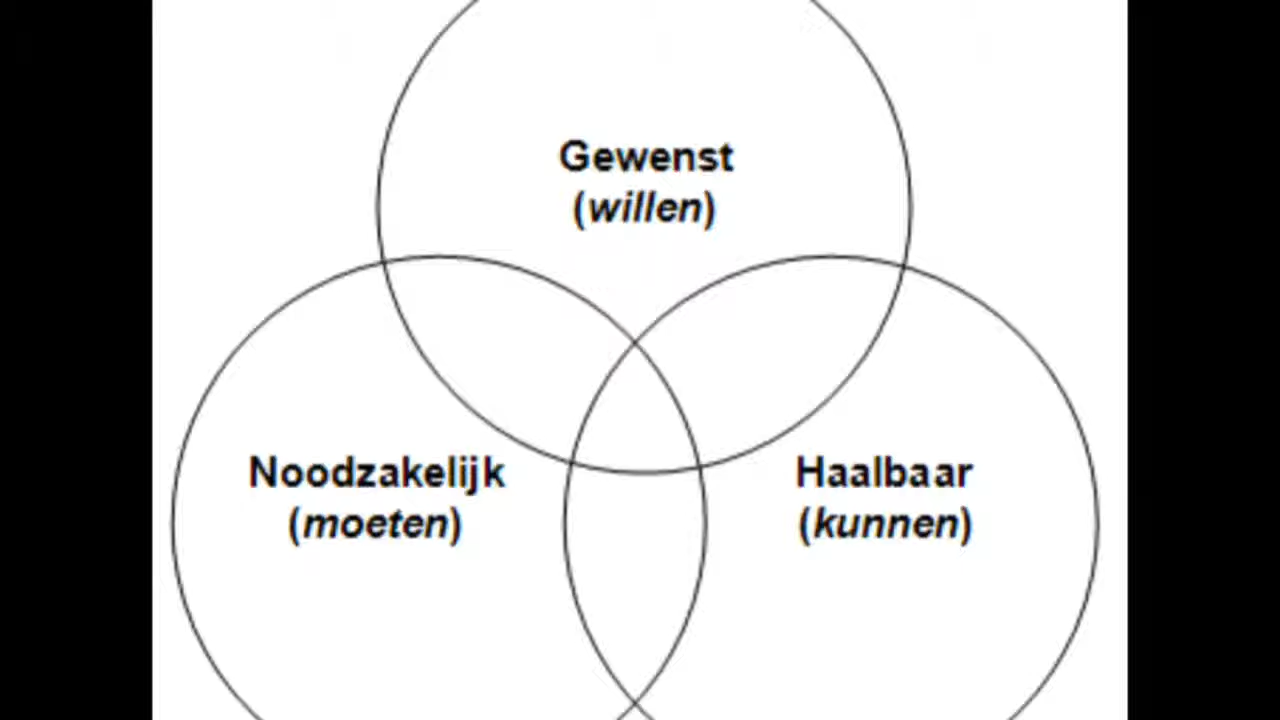 Gewenst
(willen)
Noodzakelijk
(moeten)
Haalbaar
(kunnen)